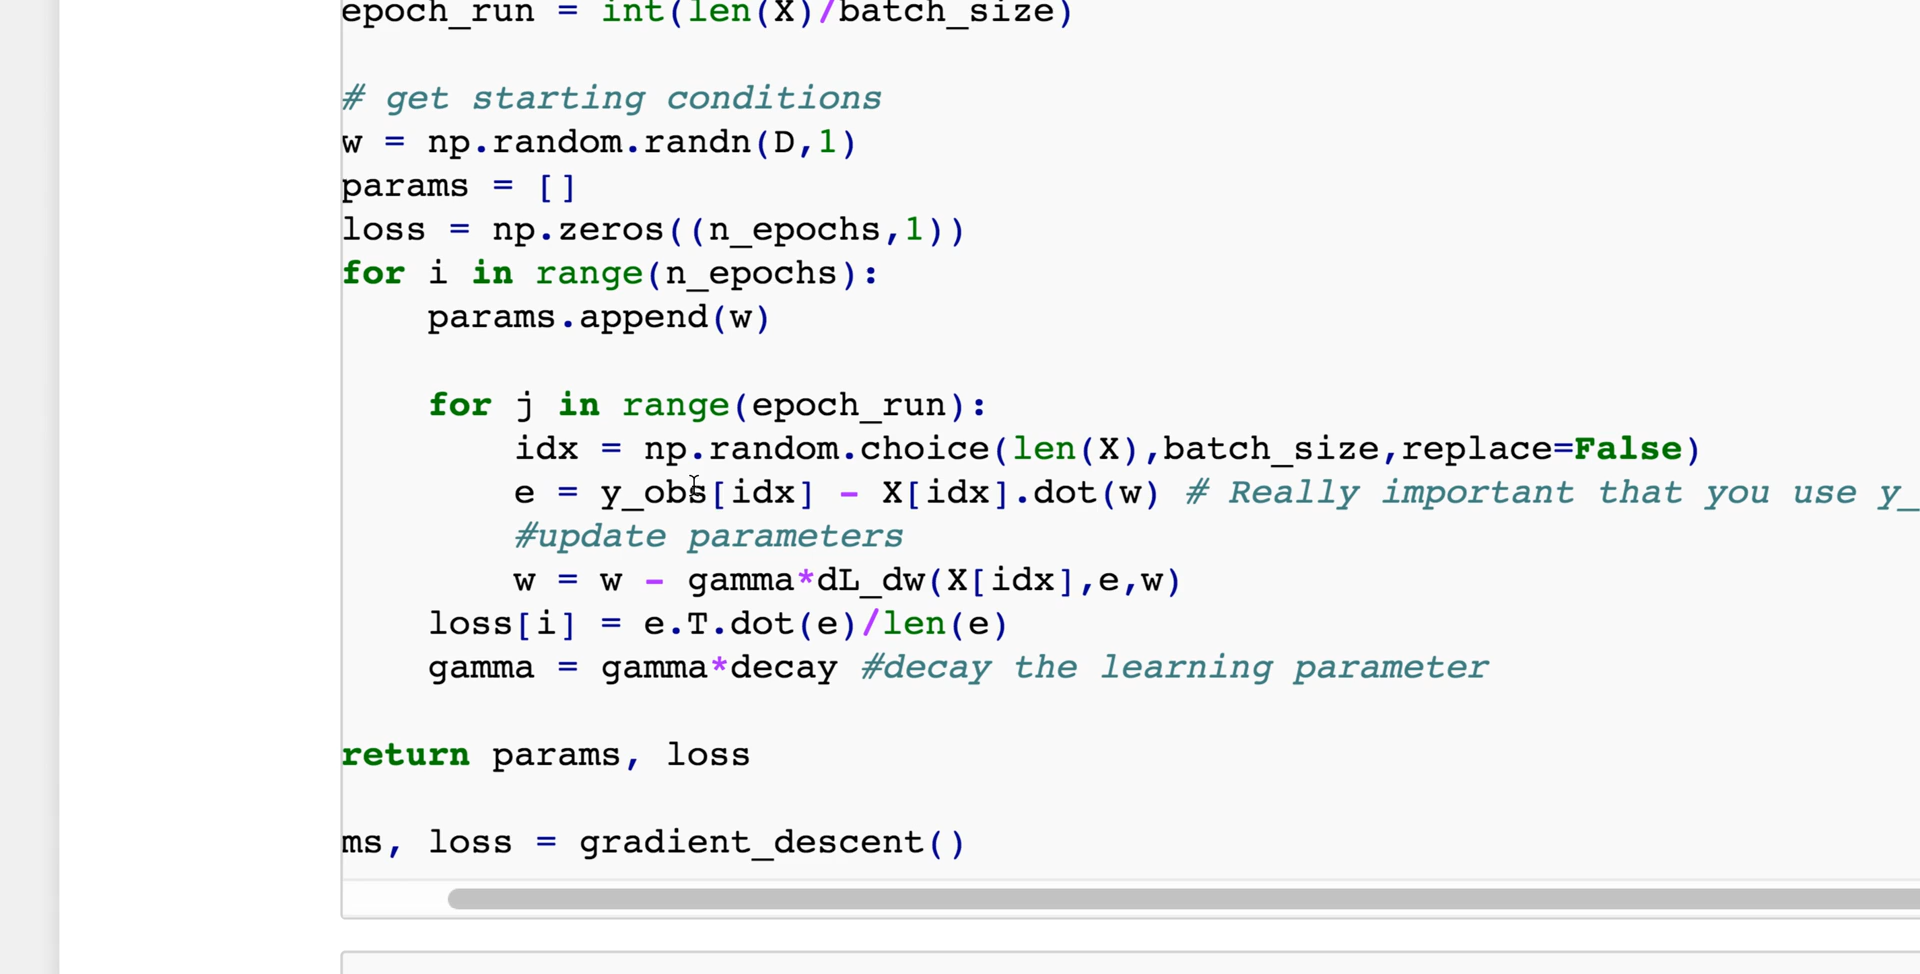 epoch_run = int(len(X)/batch_size)
# get starting conditions
w = np.random.randn(D,1)
params = []
loss = np.zeros((n_epochs,1))
for i in range(n_epochs):
params.append(w)
for j in range(epoch_run):
idx = np.random.choice(len(X),batch_size,replace=False)
e = y_obs[idx] - X[idx].dot(w) # Really important that you use y_
#update parameters
w = w - gamma*dL_dw(X[idx],e,w)
loss[i] = e.T.dot(e)/len(e)
gamma = gamma*decay #decay the learning parameter
return params, loss
ms, loss = gradient_descent()